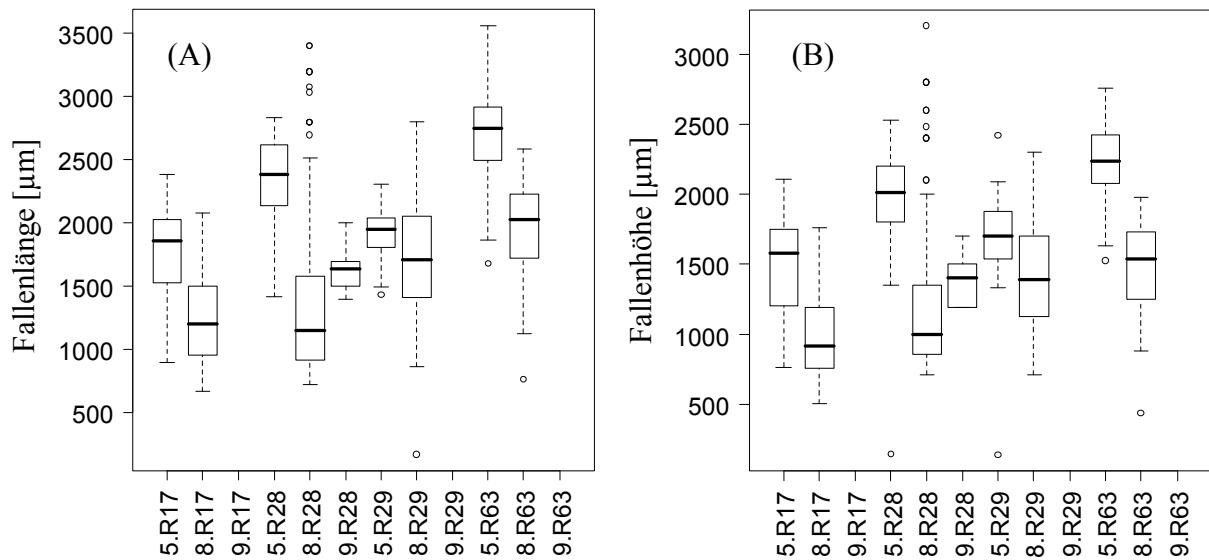 (A)
Fallenlänge [µm]
3500
3000
2500
2000
1500
1000
500
5.R17
8.R17
9.R17
5.R28
8.R28
9.R28
5.R29
8.R29
9.R29
5.R63
8.R63
9.R63
(B)
Fallenhöhe [µm]
3000
2500
2000
1500
1000
500
5.R17
8.R17
9.R17
5.R28
8.R28
9.R28
5.R29
8.R29
9.R29
5.R63
8.R63
9.R63